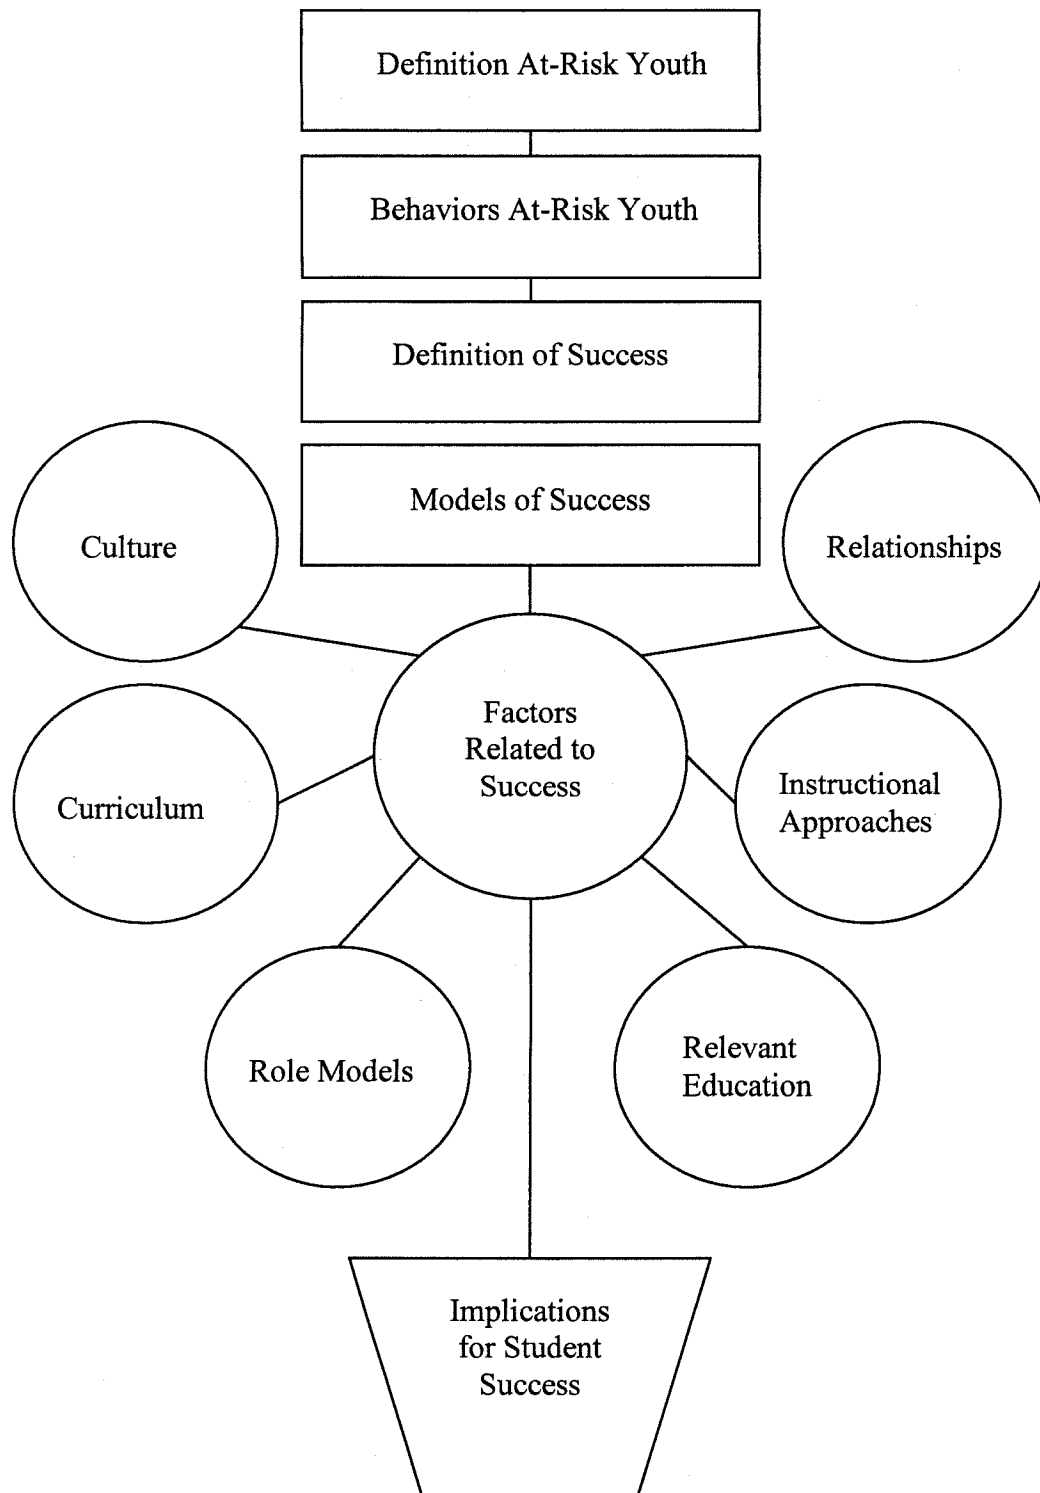 Definition At-Risk Youth
Behaviors At-Risk Youth
Definition of Success
Models of Success
Culture
Relationships
Factors
Related to
Success
Curriculum
Instructional
Approaches
Role Models
Relevant
Education
Implications
for Student
Success